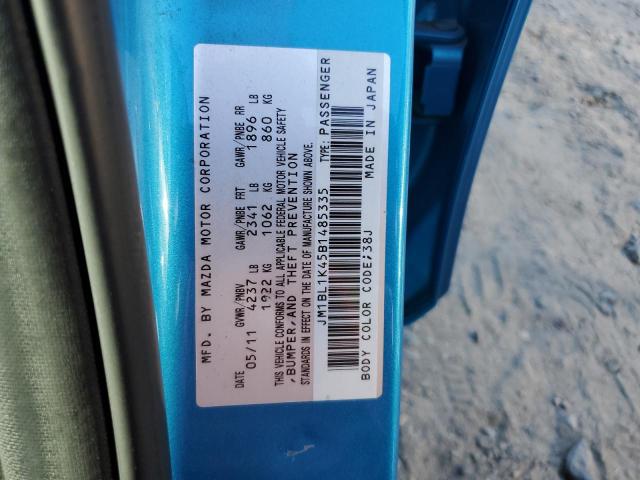 MFD. BY MAZDA MOTOR CORPORATION
DATE GVWR/PNBV GAWR/PNBE FRT GAWR/PNBE RR
05/11 4237 LB 2341 LB 1896 LB
1922 KG 1062 KG 860 KG
THIS VEHICLE CONFORMS TO ALL APPLICABLE FEDERAL MOTOR VEHICLE SAFETY
,BUMPER,AND THEFT PREVENTION
STANDARDS IN EFFECT ON THE DATE OF MANUFACTURE SHOWN ABOVE.
JM1BL1K45B1485335 TYPE: PASSENGER
BODY COLOR CODE;38J MADE IN JAPAN